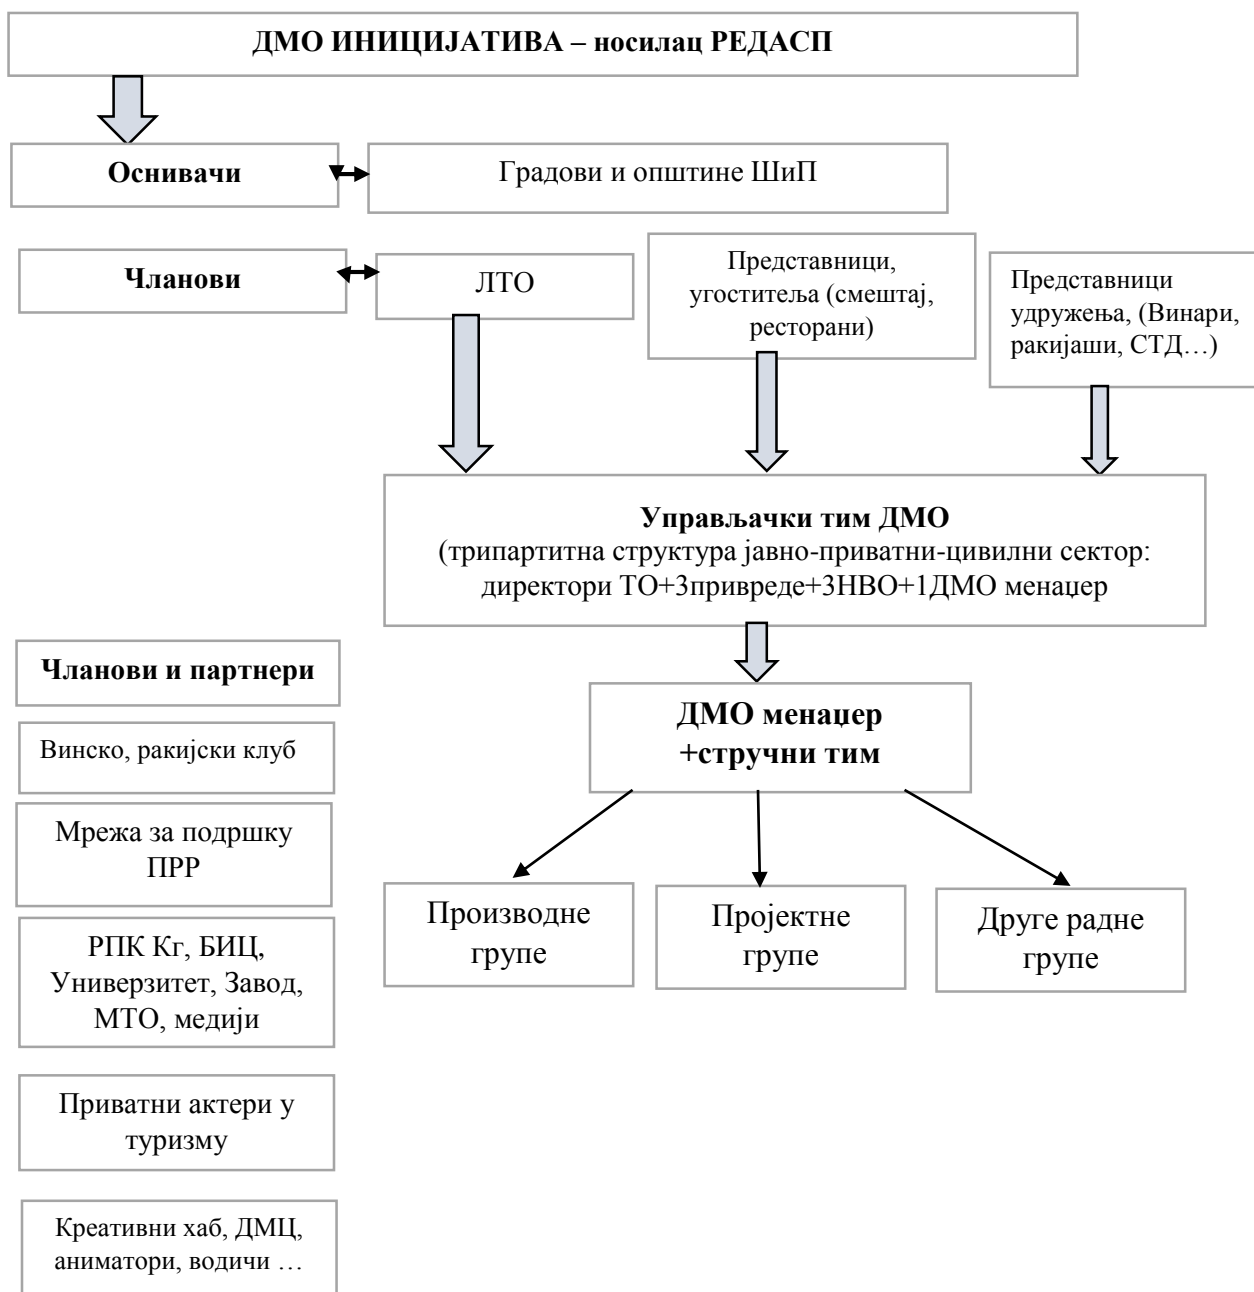 ДМО ИНИЦИЈАТИВА – носилац РЕДАСП
Оснивачи
Градови и општине ШиП
Чланови
ЛТО
Представници,
угоститеља (смештај,
ресторани)
Представници
удружења, (Винари,
ракијаши, СТД…)
Управљачки тим ДМО
(трипартитна структура јавно-приватни-цивилни сектор:
директори ТО+3привреде+3НВО+1ДМО менаџер
Чланови и партнери
Винско, ракијски клуб
Мрежа за подршку
ПРР
РПК Кг, БИЦ,
Универзитет, Завод,
МТО, медији
Приватни актери у
туризму
Креативни хаб, ДМЦ,
аниматори, водичи …
ДМО менаџер
+стручни тим
Производне
групе
Пројектне
групе
Друге радне
групе